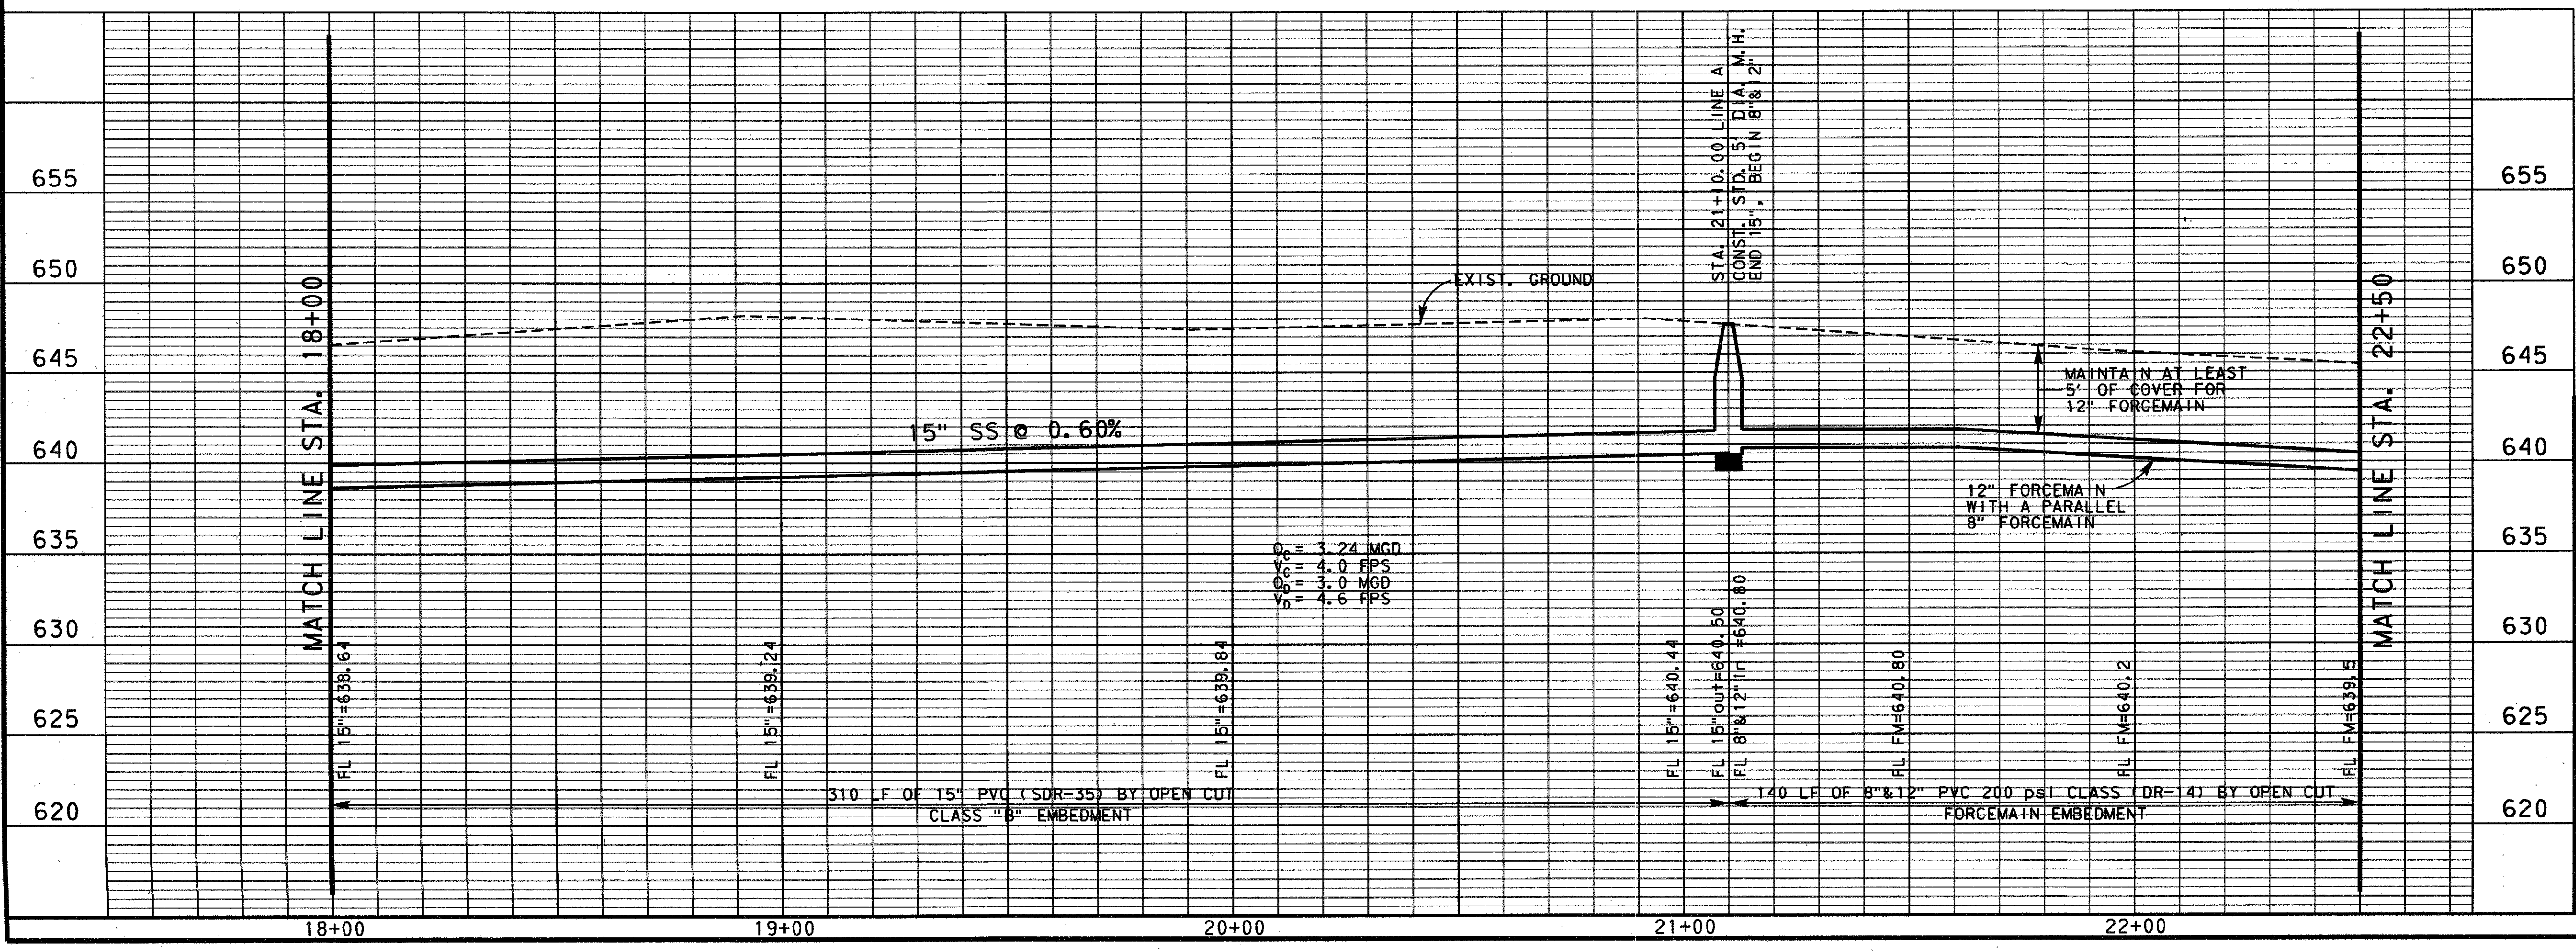 STA. 21+10.00 LINE A
CONST. STD. 5' DIA. M.H.
END 15", BEGIN 8"&12"
655
655
650
650
EXIST. GROUND
MATCH LINE STA. 18+00
MATCH LINE STA. 22+50
645
645
MAINTAIN AT LEAST
5' OF COVER FOR
12" FORCEMAIN
15" SS @ 0.60%
640
640
12" FORCEMAIN
WITH A PARALLEL
8" FORCEMAIN
635
635
QC= 3.24 MGD
VC= 4.0 FPS
QD= 3.0 MGD
VD= 4.6 FPS
630
630
FL 15"=638.64
FL 15"=639.24
FL 15"=639.84
FL 15"=640.44
FL 15"out=640.50
FL 8"&12"in =640.80
FL FM=640.80
FL FM=640.2
FL FM=639.5
625
625
310 LF OF 15" PVC (SDR-35) BY OPEN CUT
CLASS "B" EMBEDMENT
140 LF OF 8"&12" PVC 200 psi CLASS (DR-14) BY OPEN CUT
FORCEMAIN EMBEDMENT
620
620
18+00
19+00
20+00
21+00
22+00